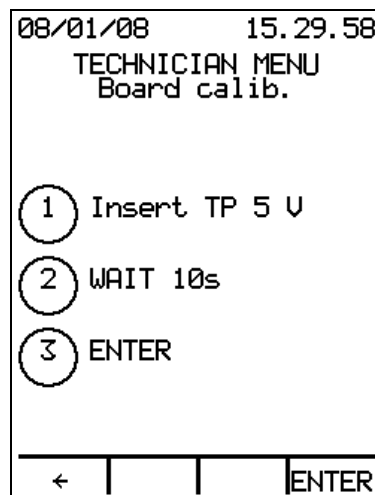 08/01/08 15.29.58
TECHNICIAN MENU
Board calib.
1 Insert TP 5 V
2 WAIT 10s
3 ENTER
← ENTER